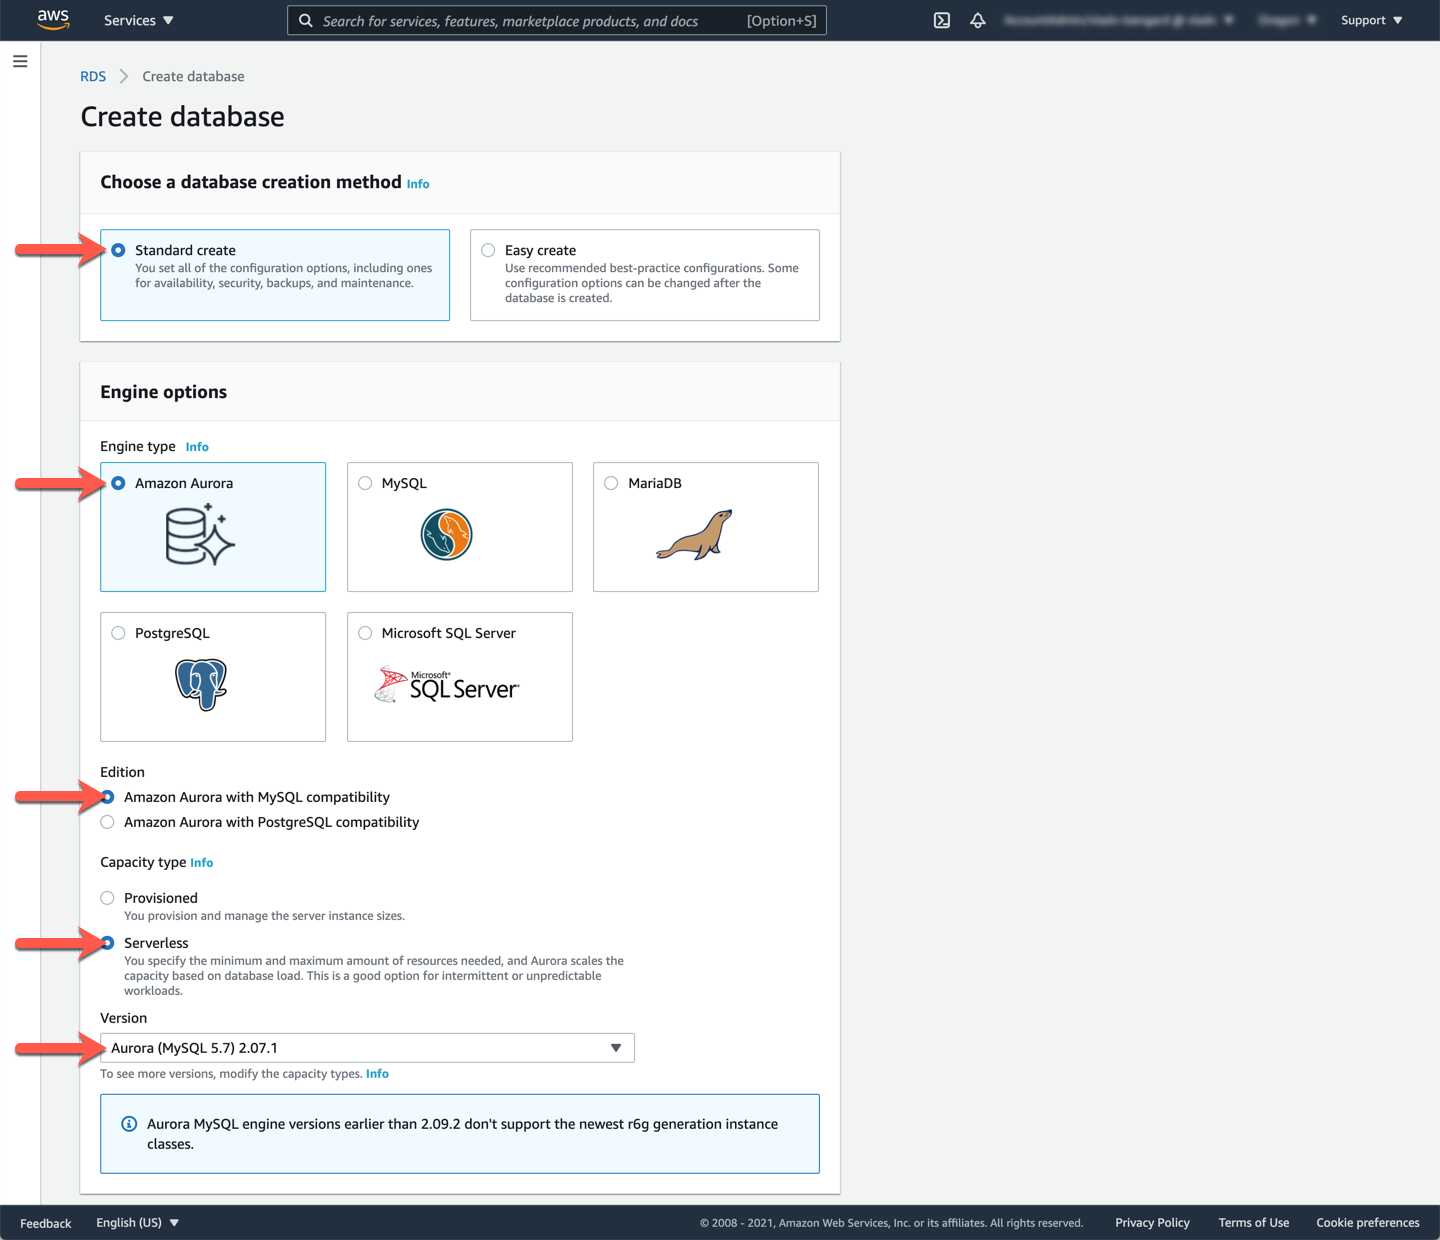 aws
Services
Search for services, features, marketplace products, and docs
[Option+S]
Support
RDS
Create database
Create database
Choose a database creation method Info
Standard create
You set all of the configuration options, including ones
for availability, security, backups, and maintenance.
Easy create
Use recommended best-practice configurations. Some
configuration options can be changed after the
database is created.
Engine options
Engine type Info
Amazon Aurora
MySQL
MariaDB
PostgreSQL
Microsoft SQL Server
Microsoft®
SQL Server®
Edition
Amazon Aurora with MySQL compatibility
Amazon Aurora with PostgreSQL compatibility
Capacity type Info
Provisioned
You provision and manage the server instance sizes.
Serverless
You specify the minimum and maximum amount of resources needed, and Aurora scales the
capacity based on database load. This is a good option for intermittent or unpredictable
workloads.
Version
Aurora (MySQL 5.7) 2.07.1
To see more versions, modify the capacity types. Info
Aurora MySQL engine versions earlier than 2.09.2 don't support the newest r6g generation instance
classes.
Feedback
English (US)
© 2008 - 2021, Amazon Web Services, Inc. or its affiliates. All rights reserved.
Privacy Policy
Terms of Use
Cookie preferences